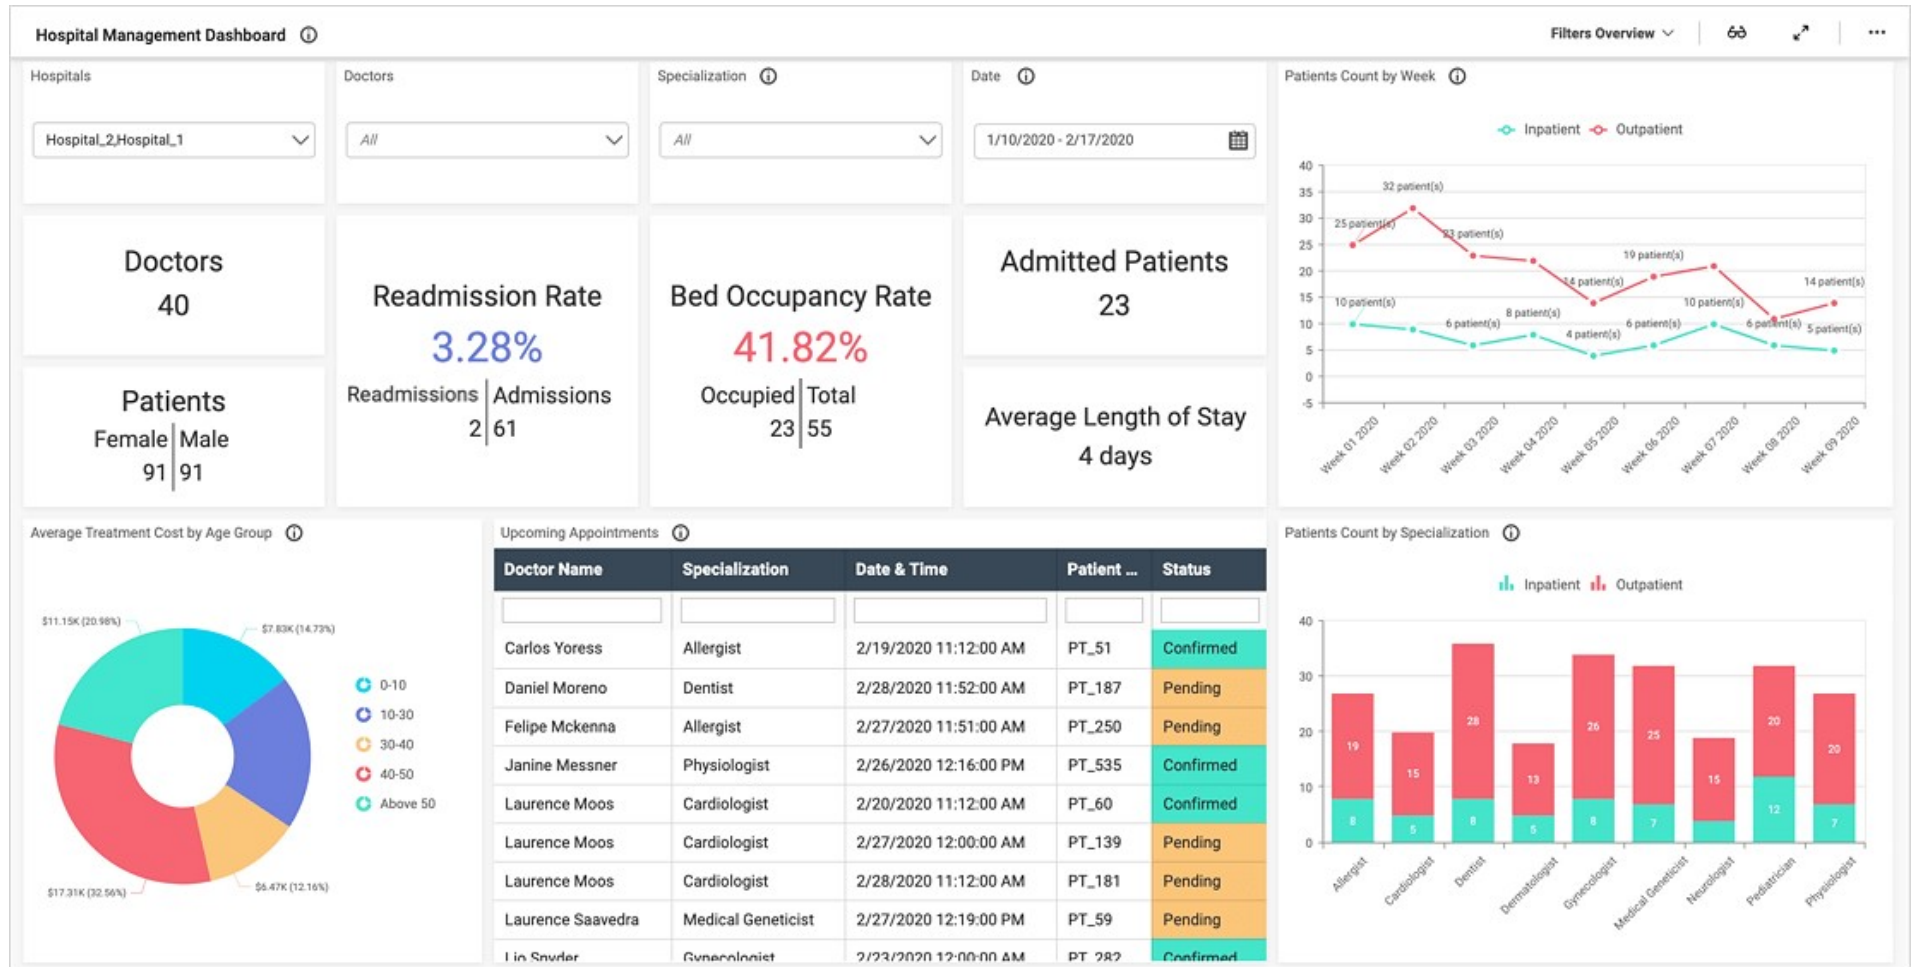 Hospital Management Dashboard
Filters Overview
Hospitals
Hospital_2,Hospital_1
Doctors
All
Specialization
All
Date
1/10/2020 - 2/17/2020
Doctors
40
Patients
Female Male
91 91
Readmission Rate
3.28%
Readmissions Admissions
2 61
Bed Occupancy Rate
41.82%
Occupied Total
23 55
Admitted Patients
23
Average Length of Stay
4 days
Patients Count by Week
Inpatient Outpatient
40
35
30
25
20
15
10
5
0
-5
25 patient(s)
32 patient(s)
23 patient(s)
14 patient(s)
19 patient(s)
14 patient(s)
10 patient(s)
6 patient(s)
8 patient(s)
4 patient(s)
6 patient(s)
10 patient(s)
6 patient(s)
5 patient(s)
Week 01 2020
Week 02 2020
Week 03 2020
Week 04 2020
Week 05 2020
Week 06 2020
Week 07 2020
Week 08 2020
Week 09 2020
Average Treatment Cost by Age Group
$11.15K (20.98%)
$7.83K (14.73%)
$17.31K (32.56%)
$6.47K (12.16%)
0-10
10-30
30-40
40-50
Above 50
Upcoming Appointments
Doctor Name Specialization Date & Time Patient ... Status
Carlos Yoress Allergist 2/19/2020 11:12:00 AM PT_51 Confirmed
Daniel Moreno Dentist 2/28/2020 11:52:00 AM PT_187 Pending
Felipe Mckenna Allergist 2/27/2020 11:51:00 AM PT_250 Pending
Janine Messner Physiologist 2/26/2020 12:16:00 PM PT_535 Confirmed
Laurence Moos Cardiologist 2/20/2020 11:12:00 AM PT_60 Confirmed
Laurence Moos Cardiologist 2/27/2020 12:00:00 AM PT_139 Pending
Laurence Moos Cardiologist 2/28/2020 11:12:00 AM PT_181 Pending
Laurence Saavedra Medical Geneticist 2/27/2020 12:19:00 PM PT_59 Pending
Lio Snyder Gynecologist 2/23/2020 12:00:00 AM PT_282 Confirmed
Patients Count by Specialization
Inpatient Outpatient
40
30
20
10
0
19
15
28
13
26
25
15
20
20
8
5
8
5
8
7
12
7
Allergist
Cardiologist
Dentist
Dermatologist
Gynecologist
Medical Geneticist
Neurologist
Pediatrician
Physiologist